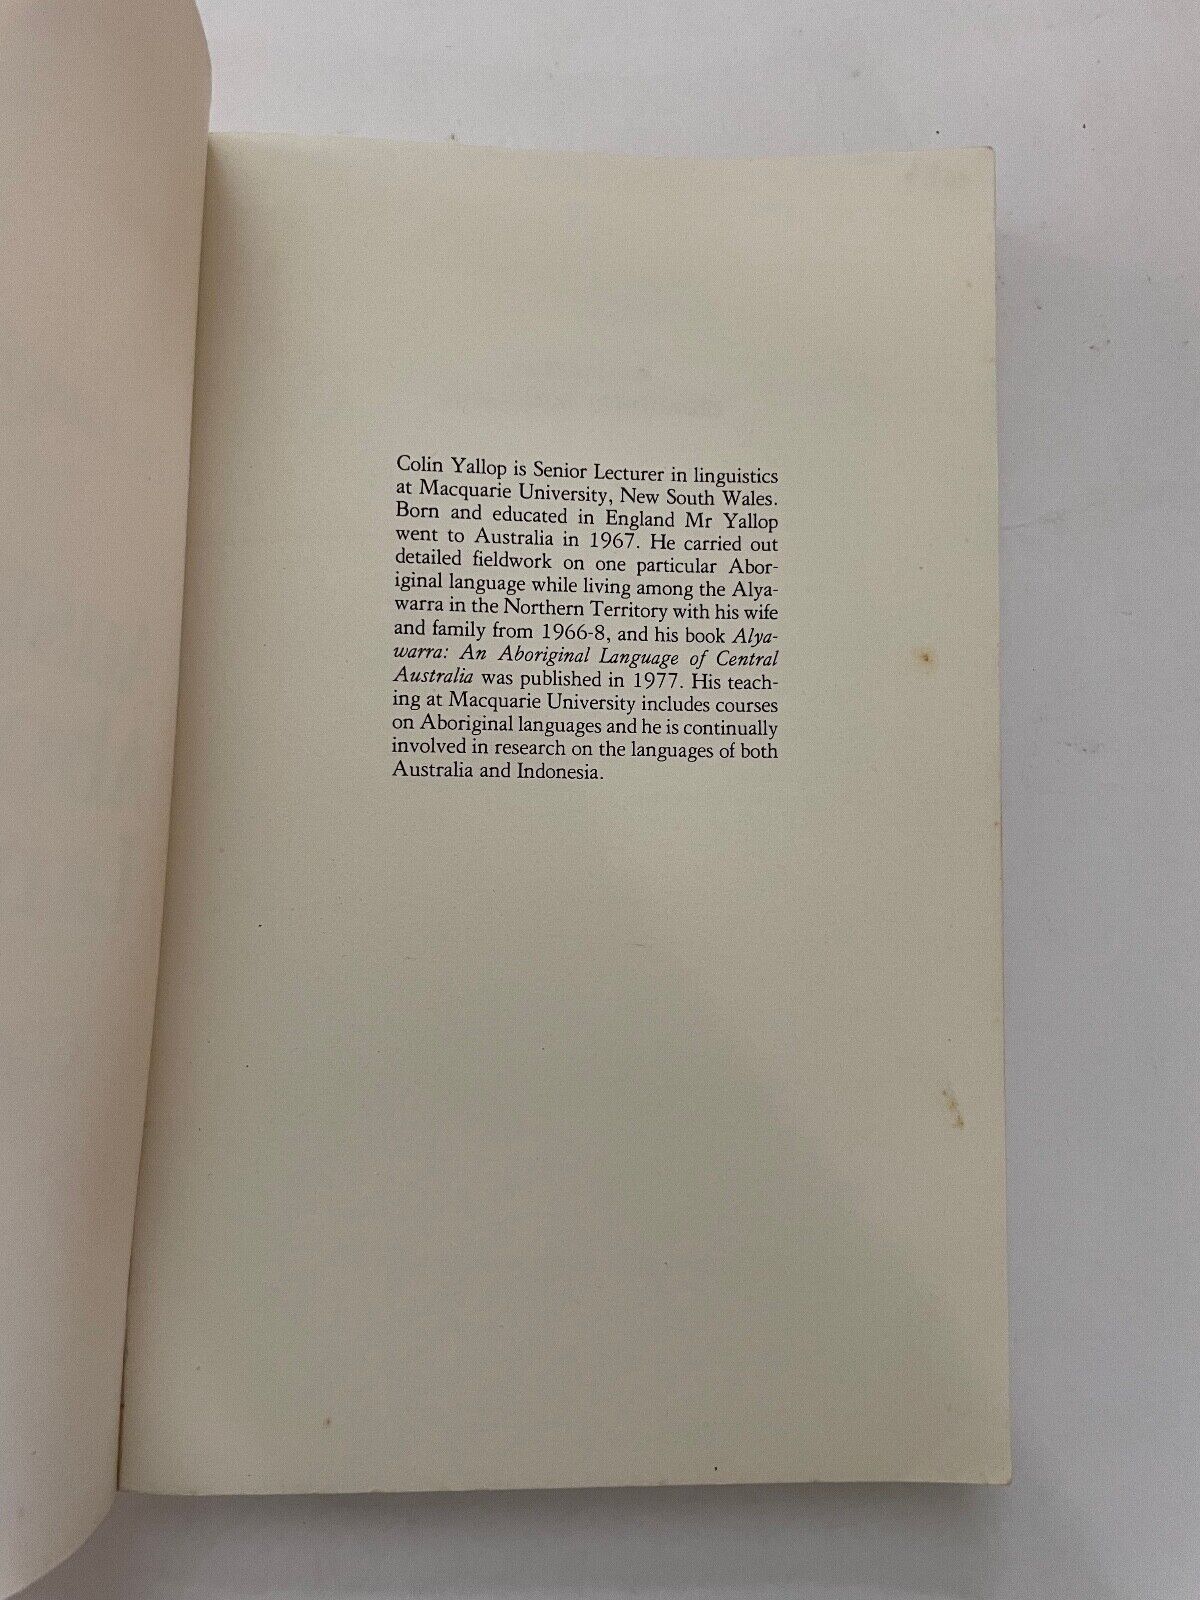 Colin Yallop is Senior Lecturer in linguistics
at Macquarie University, New South Wales.
Born and educated in England Mr Yallop
went to Australia in 1967. He carried out
detailed fieldwork on one particular Abor-
iginal language while living among the Alya-
warra in the Northern Territory with his wife
and family from 1966-8, and his book Alya-
warra: An Aboriginal Language of Central
Australia was published in 1977. His teach-
ing at Macquarie University includes courses
on Aboriginal languages and he is continually
involved in research on the languages of both
Australia and Indonesia.